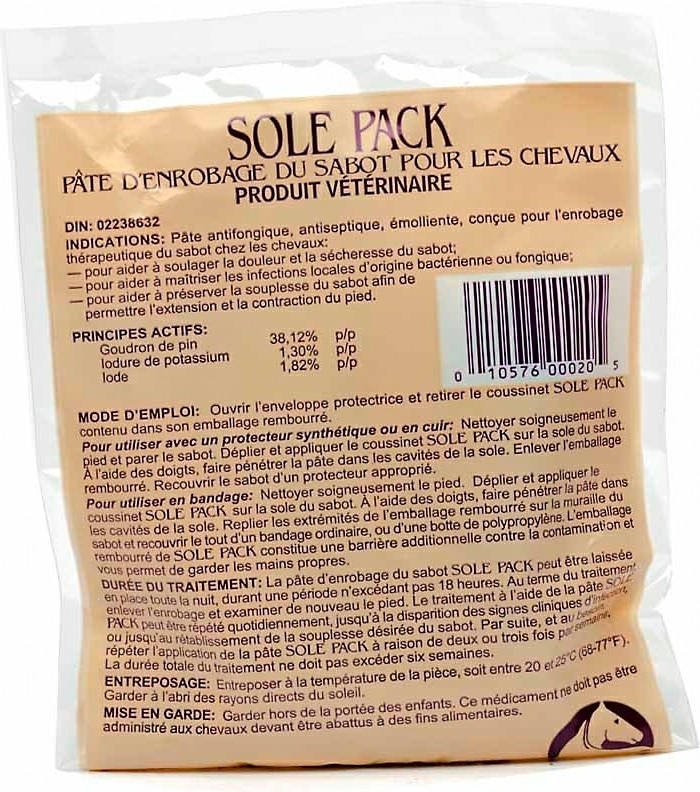 SOLE PACK
PÂTE D'ENROBAGE DU SABOT POUR LES CHEVAUX
PRODUIT VÉTÉRINAIRE
DIN: 02238632
INDICATIONS: Pâte antifongique, antiseptique, émolliente, conçue pour l'enrobage
thérapeutique du sabot chez les chevaux:
— pour aider à soulager la douleur et la sécheresse du sabot;
— pour aider à maîtriser les infections locales d'origine bactérienne ou fongique;
— pour aider à préserver la souplesse du sabot afin de
permettre l'extension et la contraction du pied.
PRINCIPES ACTIFS:
Goudron de pin 38,12% p/p
Iodure de potassium 1,30% p/p
Iode 1,82% p/p
0 10576 00020 5
MODE D'EMPLOI: Ouvrir l'enveloppe protectrice et retirer le coussinet SOLE PACK
contenu dans son emballage rembourré.
Pour utiliser avec un protecteur synthétique ou en cuir: Nettoyer soigneusement le
pied et parer le sabot. Déplier et appliquer le coussinet SOLE PACK sur la sole du sabot.
À l'aide des doigts, faire pénétrer la pâte dans les cavités de la sole. Enlever l'emballage
rembourré. Recouvrir le sabot d'un protecteur approprié.
Pour utiliser en bandage: Nettoyer soigneusement le pied. Déplier et appliquer le
coussinet SOLE PACK sur la sole du sabot. À l'aide des doigts, faire pénétrer la pâte dans
les cavités de la sole. Replier les extrémités de l'emballage rembourré sur la muraille du
sabot et recouvrir le tout d'un bandage ordinaire, ou d'une botte de polypropylène. L'emballage
rembourré de SOLE PACK constitue une barrière additionnelle contre la contamination et
vous permet de garder les mains propres.
DURÉE DU TRAITEMENT: La pâte d'enrobage du sabot SOLE PACK peut être laissée
en place toute la nuit, durant une période n'excédant pas 18 heures. Au terme du traitement
enlever l'enrobage et examiner de nouveau le pied. Le traitement à l'aide de la pâte SOLE
PACK peut être répété quotidiennement, jusqu'à la disparition des signes cliniques d'infection,
ou jusqu'au rétablissement de la souplesse désirée du sabot. Par suite, et au besoin,
répéter l'application de la pâte SOLE PACK à raison de deux ou trois fois par semaine.
La durée totale du traitement ne doit pas excéder six semaines.
ENTREPOSAGE: Entreposer à la température de la pièce, soit entre 20 et 25°C (68-77°F).
Garder à l'abri des rayons directs du soleil.
MISE EN GARDE: Garder hors de la portée des enfants. Ce médicament ne doit pas être
administré aux chevaux devant être abattus à des fins alimentaires.